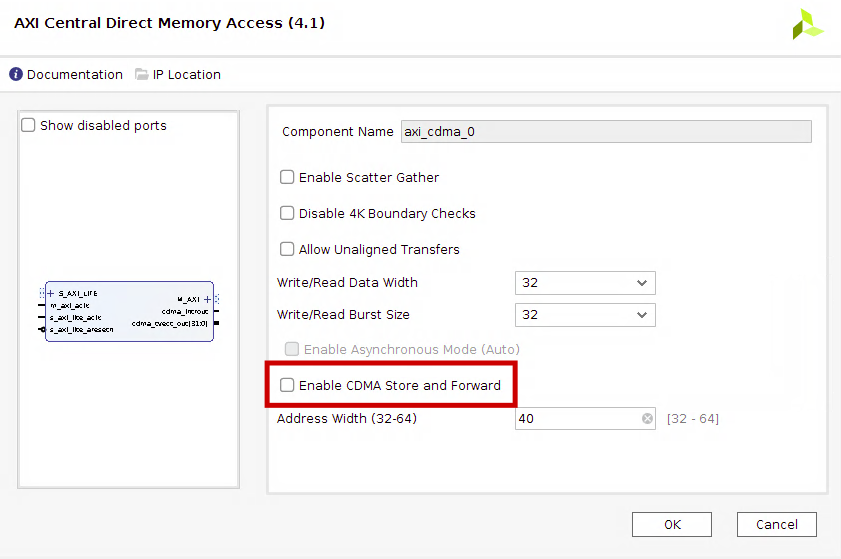 AXI Central Direct Memory Access (4.1)
Documentation IP Location
Show disabled ports
S_AXI_LITE
m_axi_aclk
s_axi_lite_aclk
s_axi_lite_aresetn
M_AXI
cdma_introut
cdma_tvect_out[31:0]
Component Name axi_cdma_0
Enable Scatter Gather
Disable 4K Boundary Checks
Allow Unaligned Transfers
Write/Read Data Width 32
Write/Read Burst Size 32
Enable Asynchronous Mode (Auto)
Enable CDMA Store and Forward
Address Width (32-64) 40 [32 - 64]
OK Cancel